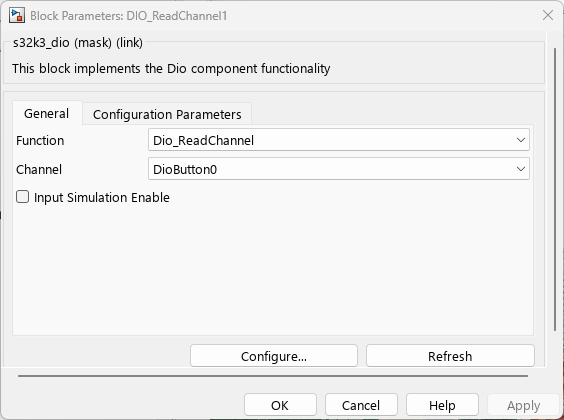 Block Parameters: DIO_ReadChannel1
s32k3_dio (mask) (link)
This block implements the Dio component functionality
General
Configuration Parameters
Function
Dio_ReadChannel
Channel
DioButton0
Input Simulation Enable
Configure...
Refresh
OK
Cancel
Help
Apply